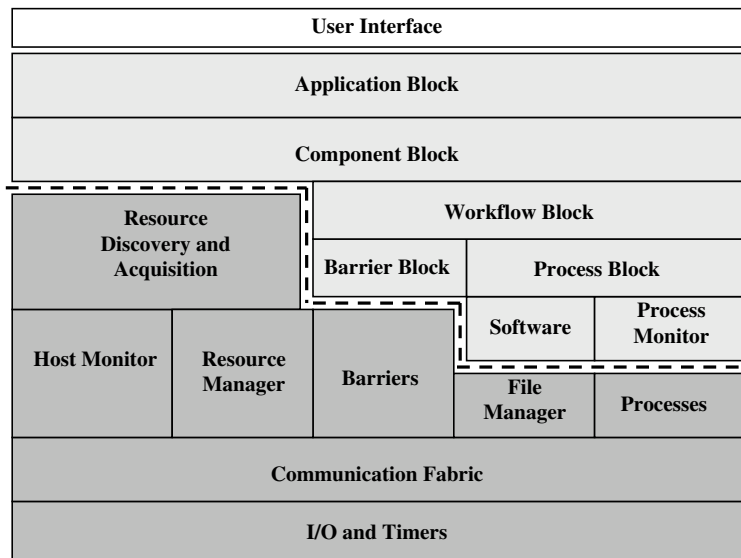 User Interface
Application Block
Component Block
Resource
Discovery and
Acquisition
Workflow Block
Barrier Block
Process Block
Software
Process
Monitor
Host Monitor
Resource
Manager
Barriers
File
Manager
Processes
Communication Fabric
I/O and Timers